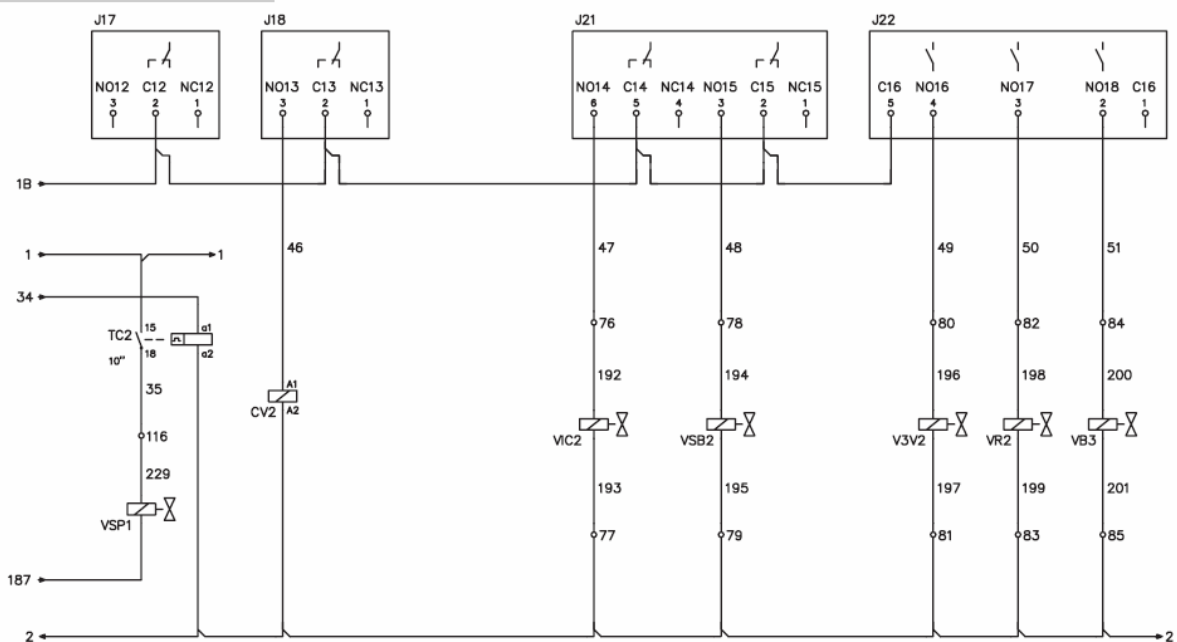 J17 J18 J21 J22
NO12 C12 NC12 NO13 C13 NC13 NO14 C14 NC14 NO15 C15 NC15 C16 NO16 NO17 NO18 C16
3 2 1 3 2 1 6 5 4 3 2 1 5 4 3 2 1
1B
1 1 46 47 48 49 50 51
34
76 78 80 82 84
TC2 15 a1
10" 18 a2
35 192 194 196 198 200
CV2 A1
A2
116 VIC2 VSB2 V3V2 VR2 VB3
229 193 195 197 199 201
VSP1
77 79 81 83 85
187
2 2